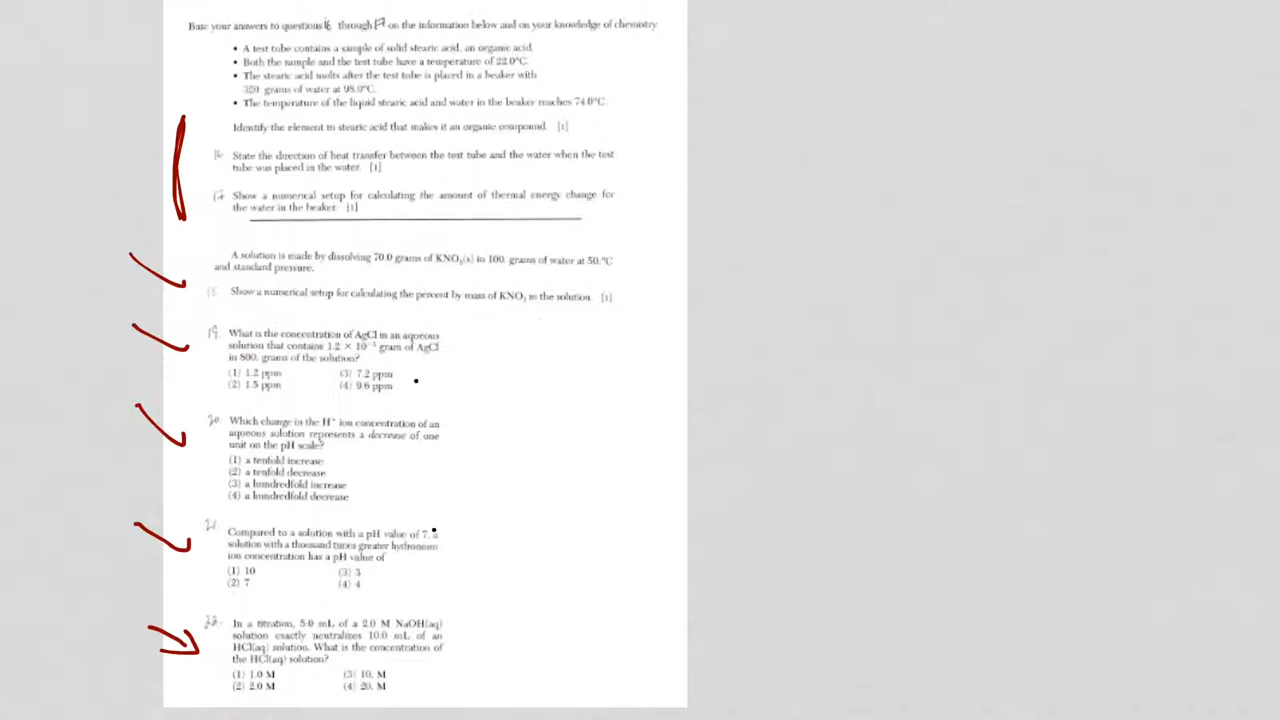 Base your answers to questions 16 through 17 on the information below and on your knowledge of chemistry
• A test tube contains a sample of solid stearic acid, an organic acid.
• Both the sample and the test tube have a temperature of 22.0°C.
• The stearic acid melts after the test tube is placed in a beaker with
320. grams of water at 98.0°C.
• The temperature of the liquid stearic acid and water in the beaker reaches 74.0°C.
Identify the element in stearic acid that makes it an organic compound. [1]
16 State the direction of heat transfer between the test tube and the water when the test
tube was placed in the water. [1]
17 Show a numerical setup for calculating the amount of thermal energy change for
the water in the beaker. [1]
A solution is made by dissolving 70.0 grams of KNO₃(s) in 100. grams of water at 50.°C
and standard pressure.
18 Show a numerical setup for calculating the percent by mass of KNO₃ in the solution. [1]
19. What is the concentration of AgCl in an aqueous
solution that contains 1.2 × 10⁻³ gram of AgCl
in 800. grams of the solution?
(1) 1.2 ppm (3) 7.2 ppm
(2) 1.5 ppm (4) 9.6 ppm
20 Which change in the H⁺ ion concentration of an
aqueous solution represents a decrease of one
unit on the pH scale?
(1) a tenfold increase
(2) a tenfold decrease
(3) a hundredfold increase
(4) a hundredfold decrease
21 Compared to a solution with a pH value of 7, a
solution with a thousand times greater hydronium
ion concentration has a pH value of
(1) 10 (3) 3
(2) 7 (4) 4
22. In a titration, 5.0 mL of a 2.0 M NaOH(aq)
solution exactly neutralizes 10.0 mL of an
HCl(aq) solution. What is the concentration of
the HCl(aq) solution?
(1) 1.0 M (3) 10. M
(2) 2.0 M (4) 20. M